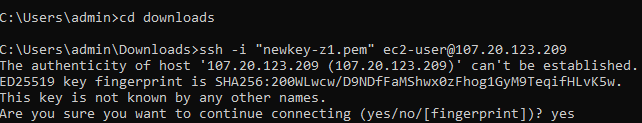 C:\Users\admin>cd downloads
C:\Users\admin\Downloads>ssh -i "newkey-z1.pem" ec2-user@107.20.123.209
The authenticity of host '107.20.123.209 (107.20.123.209)' can't be established.
ED25519 key fingerprint is SHA256:200WLwcw/D9NDfFaMShwx0zFhog1GyM9TeqifHLvK5w.
This key is not known by any other names.
Are you sure you want to continue connecting (yes/no/[fingerprint])? yes